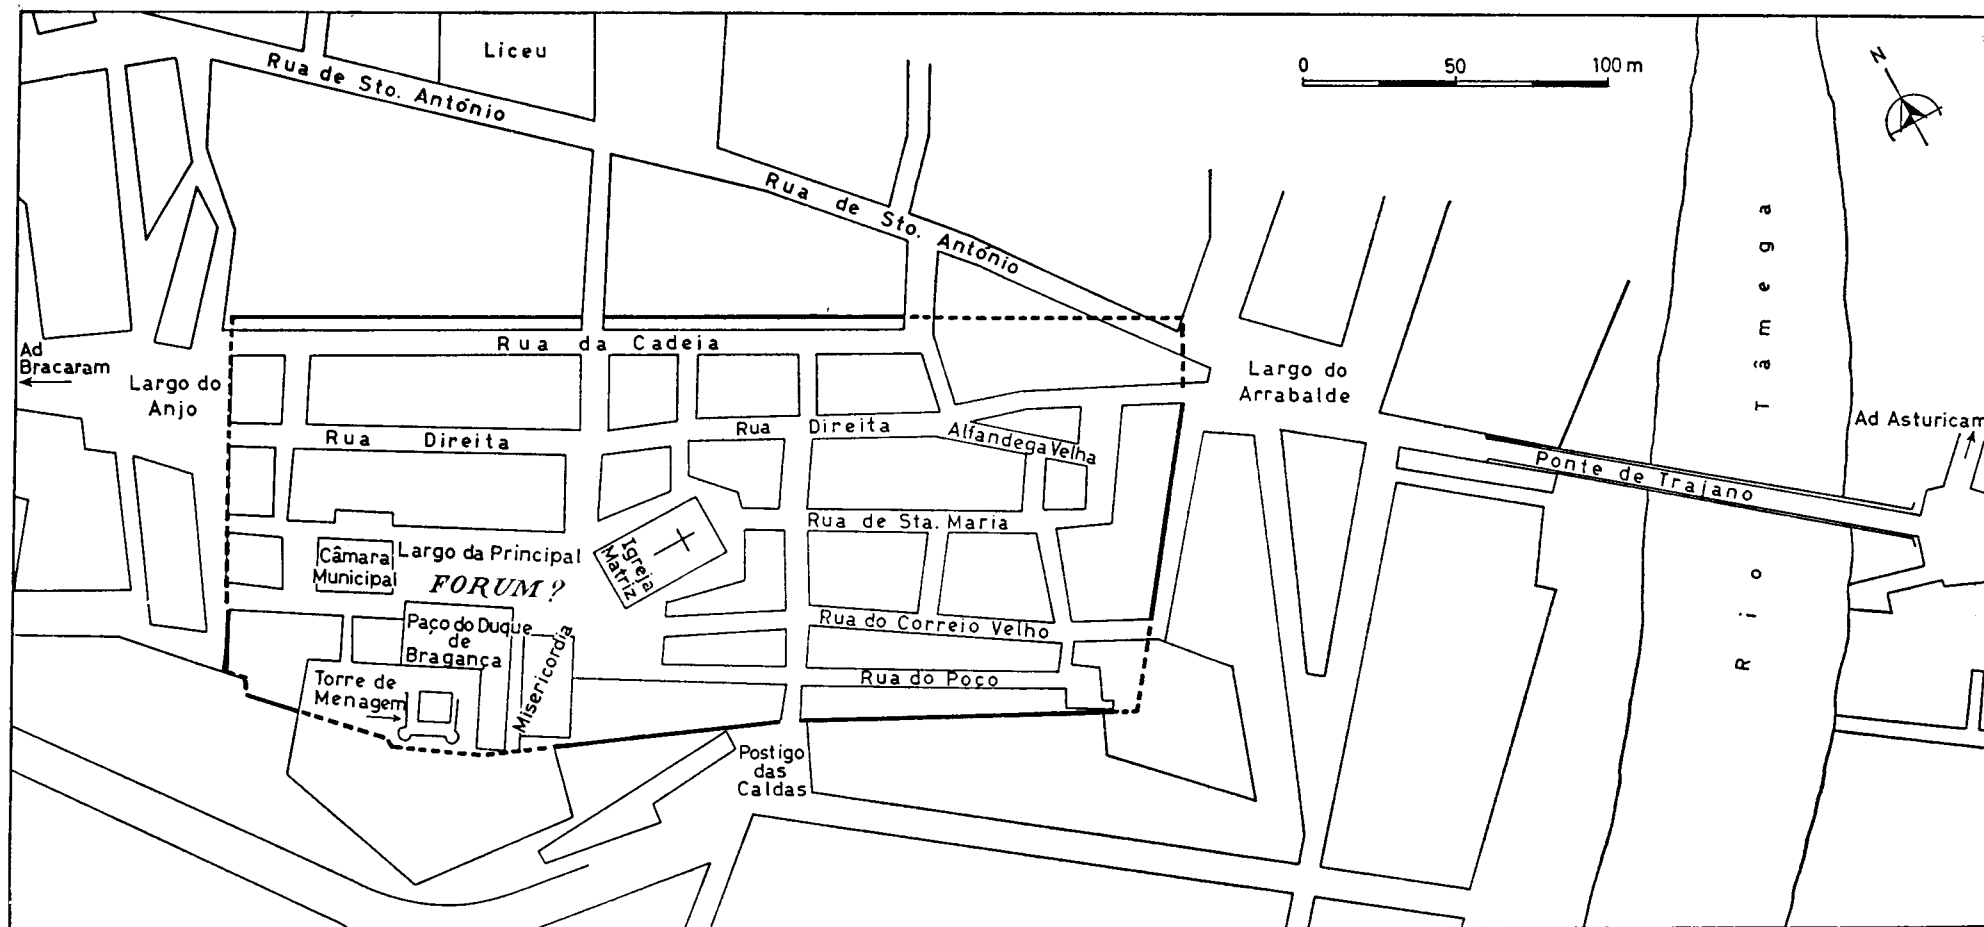 Liceu
Rua de Sto. António
0 50 100 m
N
Rua de Sto. António
Tâmega
Rio
Rua da Cadeia
Ad
Bracaram
Largo do
Anjo
Largo do
Arrabalde
Rua Direita
Rua Direita
Alfandega Velha
Ad Asturicam
Ponte de Trajano
Rua de Sta. Maria
Câmara
Municipal
Largo da Principal
FORUM?
Igreja
Matriz
Paço do Duque
de
Bragança
Misericordia
Rua do Correio Velho
Rua do Poço
Torre de
Menagem
Postigo
das
Caldas